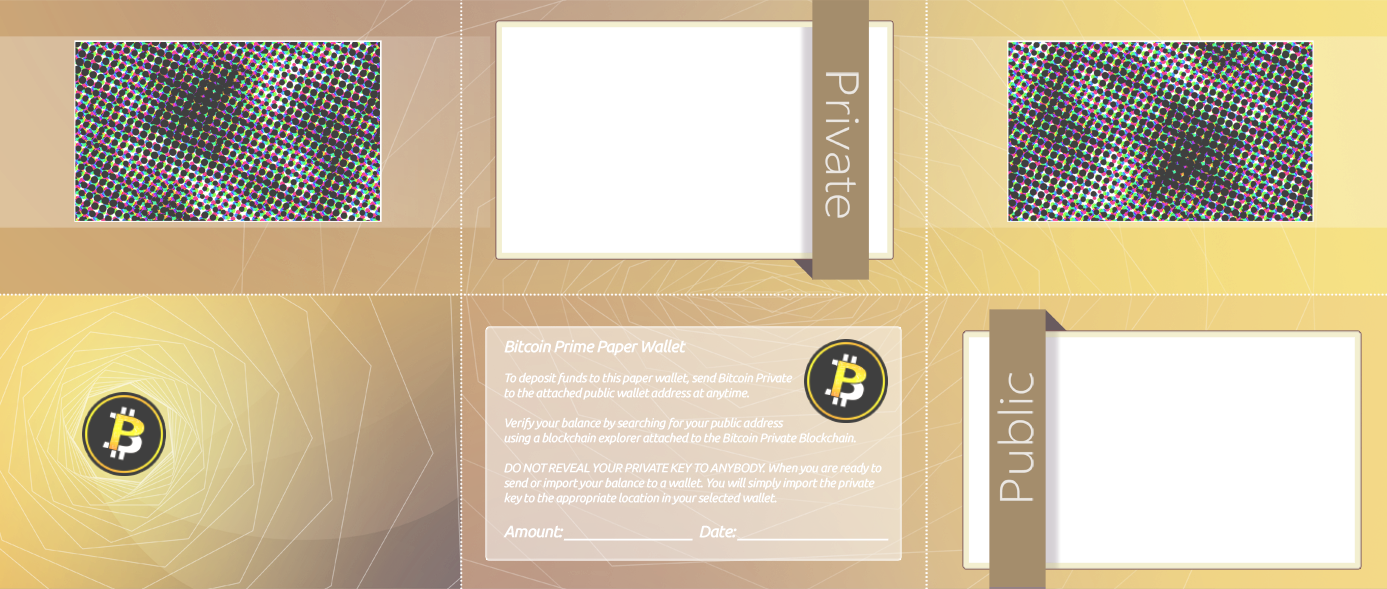 Private
Bitcoin Prime Paper Wallet
To deposit funds to this paper wallet, send Bitcoin Private
to the attached public wallet address at anytime.
Verify your balance by searching for your public address
using a blockchain explorer attached to the Bitcoin Private Blockchain.
DO NOT REVEAL YOUR PRIVATE KEY TO ANYBODY. When you are ready to
send or import your balance to a wallet. You will simply import the private
key to the appropriate location in your selected wallet.
Amount: Date:
Public